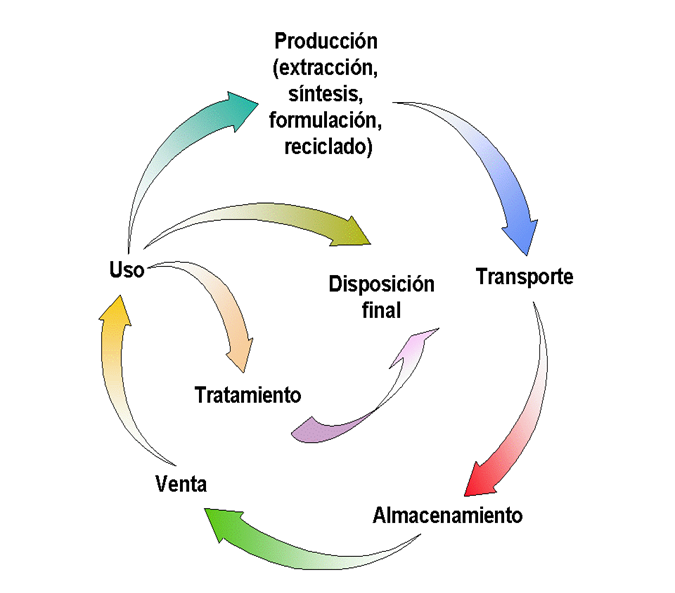 Producción
(extracción,
síntesis,
formulación,
reciclado)
Uso
Disposición
final
Transporte
Tratamiento
Venta
Almacenamiento